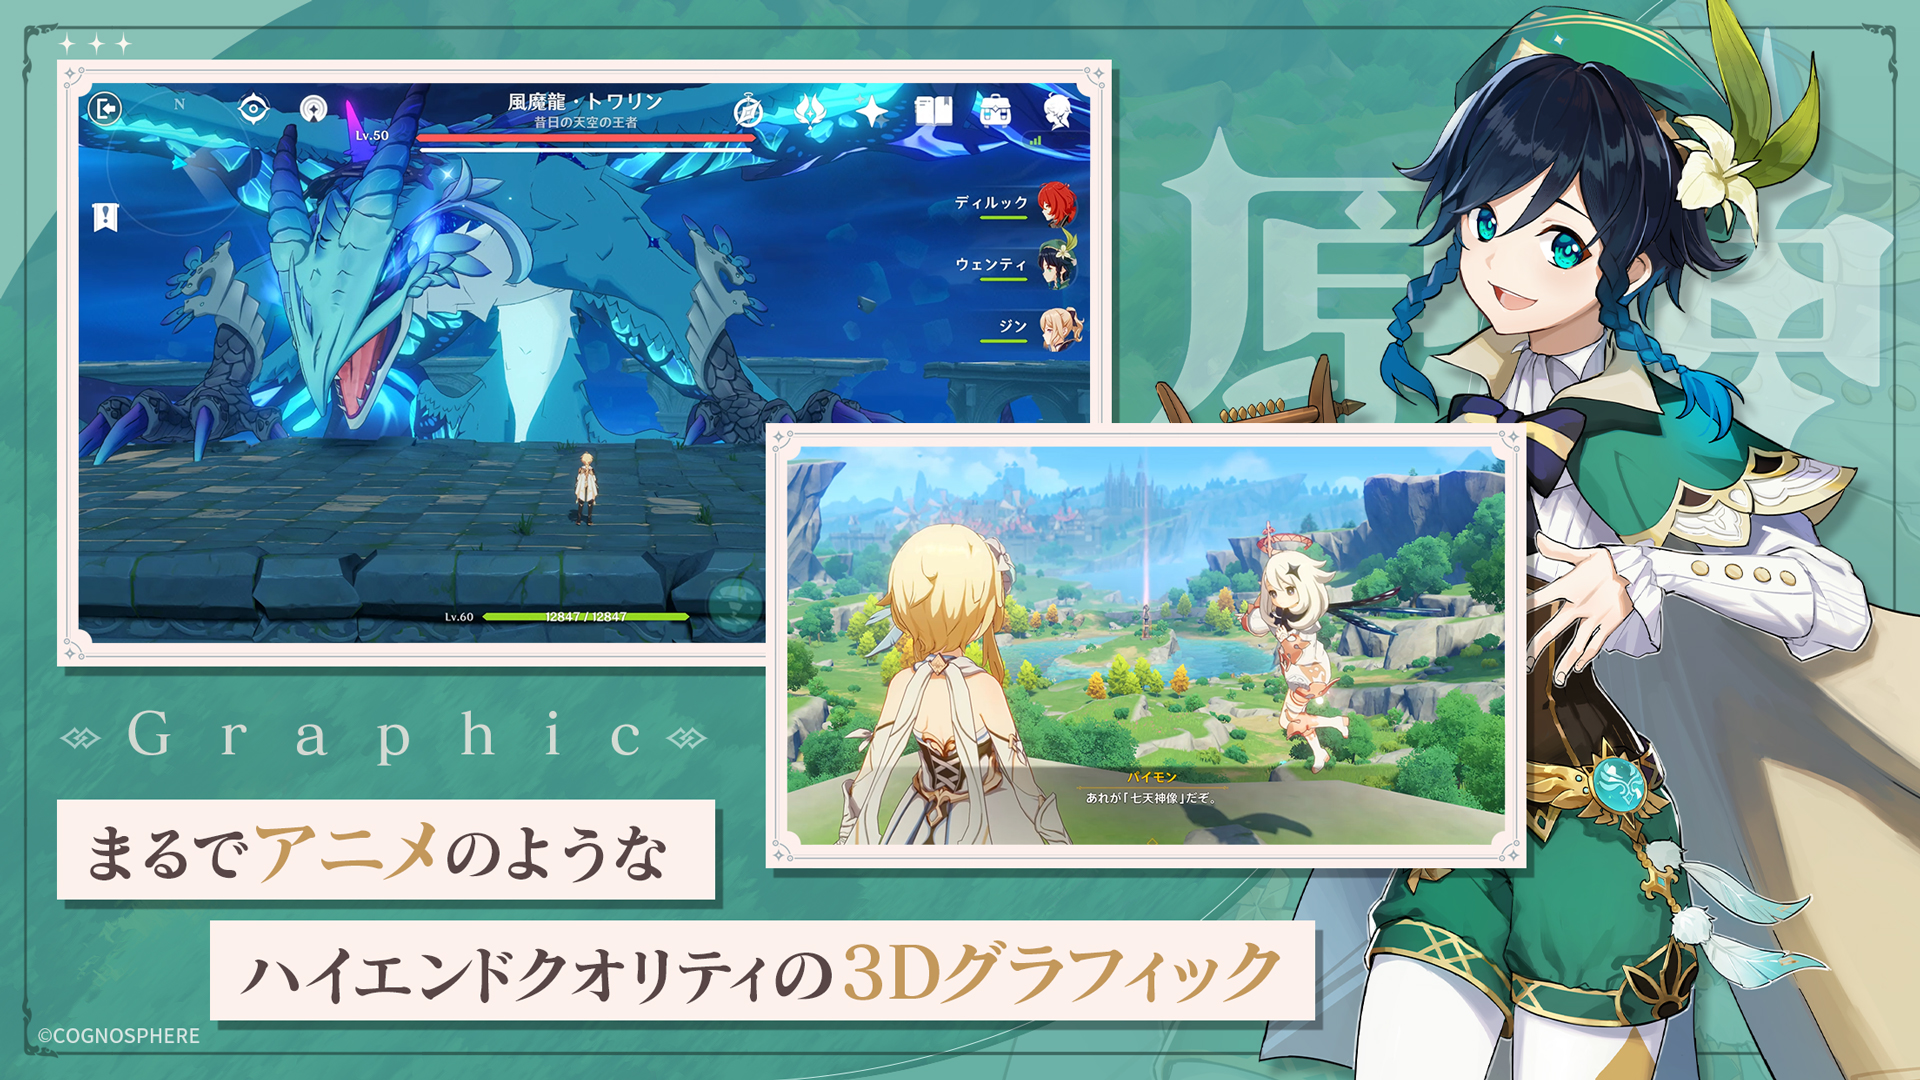 N
風魔龍・トワリン
昔日の天空の王者
Lv.50
ディルック
ウェンティ
ジン
Lv.60
12847 / 12847
原神
パイモン
あれが「七天神像」だぞ。
Graphic
まるでアニメのような
ハイエンドクオリティの3Dグラフィック
©COGNOSPHERE